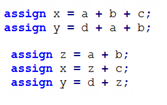 assign x = a + b + c;
assign y = d + a + b;
assign z = a + b;
assign x = z + c;
assign y = d + z;